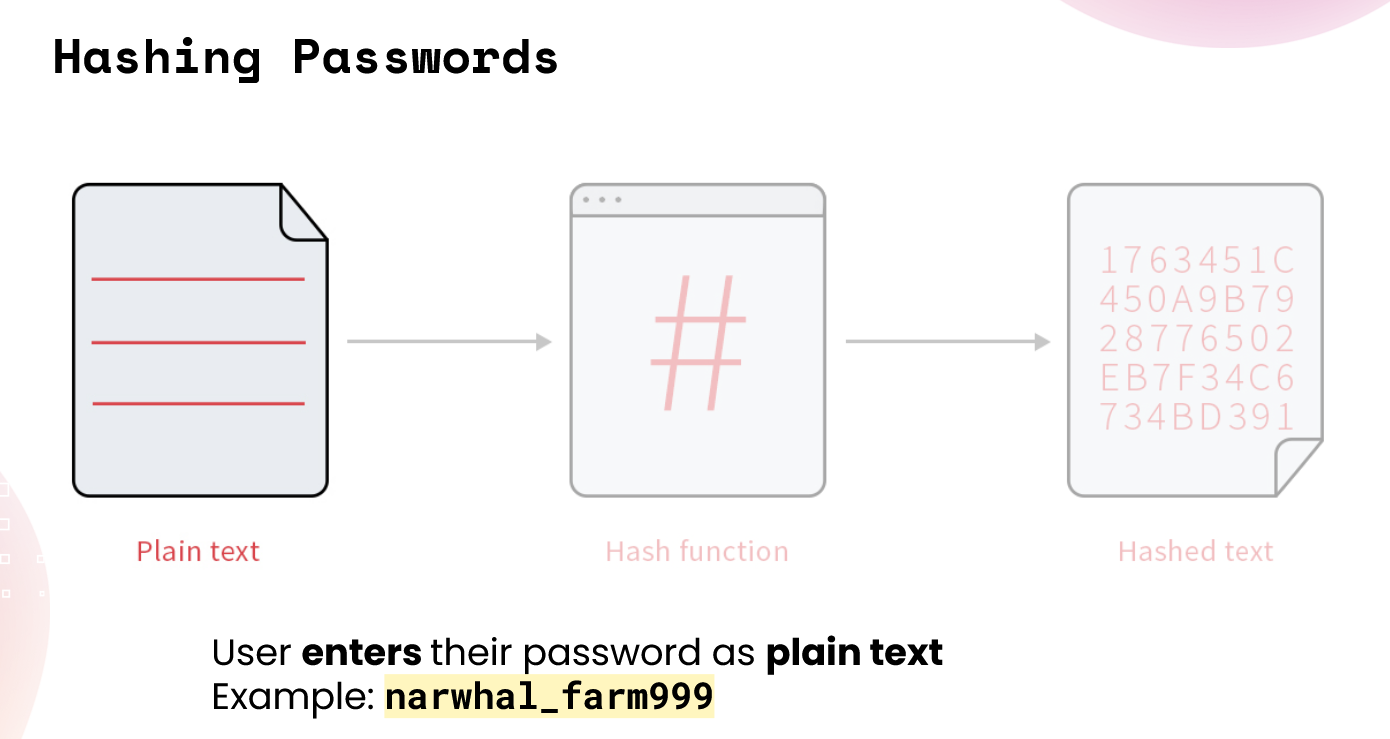 Hashing Passwords
#
1763451C
450A9B79
28776502
EB7F34C6
734BD391
Plain text
Hash function
Hashed text
User enters their password as plain text
Example: narwhal_farm999